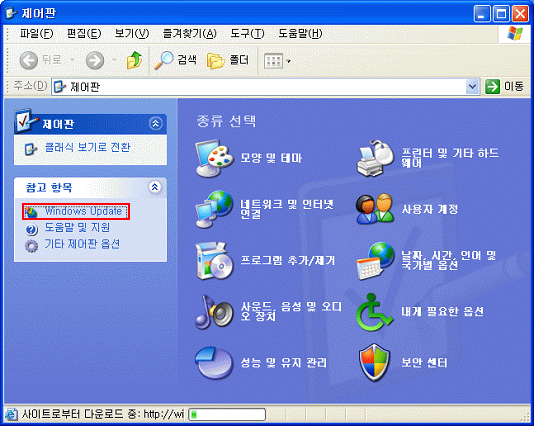 제어판
파일(F) 편집(E) 보기(V) 즐겨찾기(A) 도구(T) 도움말(H)
뒤로 검색 폴더
주소(D) 제어판 이동
제어판
클래식 보기로 전환
참고 항목
Windows Update
도움말 및 지원
기타 제어판 옵션
종류 선택
모양 및 테마
프린터 및 기타 하드
웨어
네트워크 및 인터넷
연결
사용자 계정
프로그램 추가/제거
날짜, 시간, 언어 및
국가별 옵션
사운드, 음성 및 오디
오 장치
내게 필요한 옵션
성능 및 유지 관리
보안 센터
사이트로부터 다운로드 중: http://wi